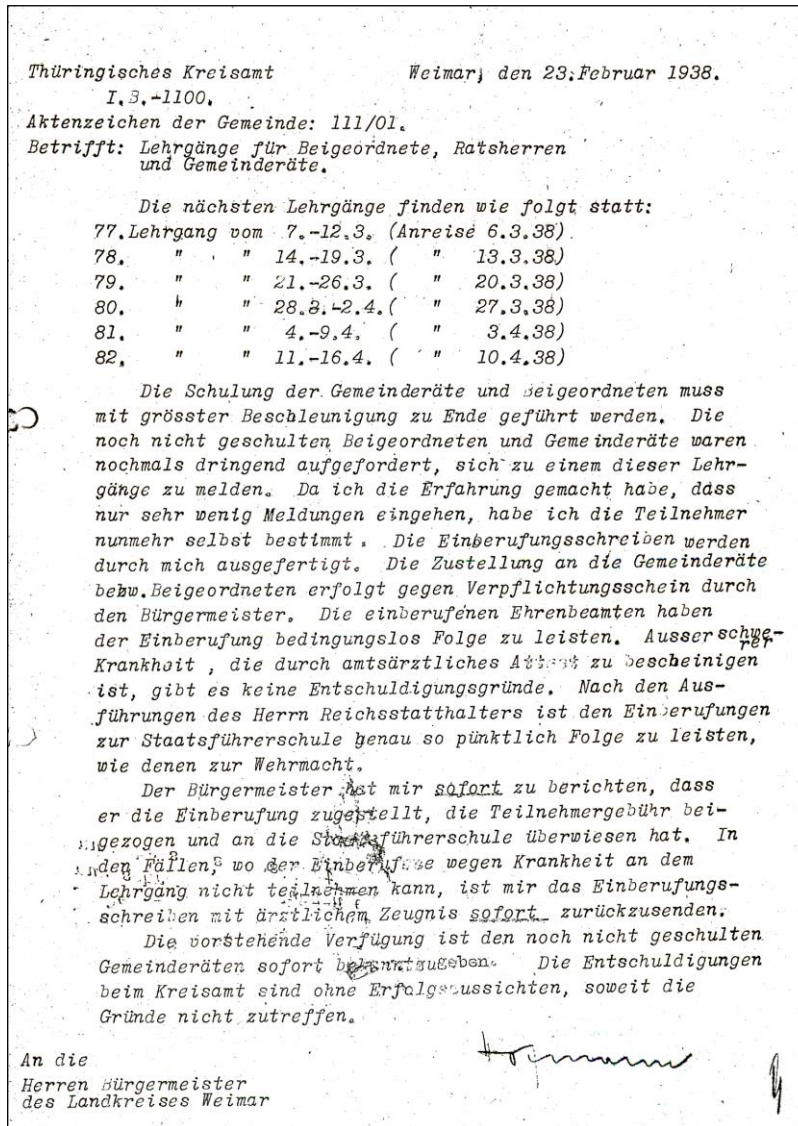 Thüringisches Kreisamt Weimar, den 23.Februar 1938.
I.B.-1100.
Aktenzeichen der Gemeinde: 111/01.
Betrifft: Lehrgänge für Beigeordnete, Ratsherren
und Gemeinderäte.
Die nächsten Lehrgänge finden wie folgt statt:
77.Lehrgang vom 7.-12.3. (Anreise 6.3.38)
78. " " 14.-19.3. ( " 13.3.38)
79. " " 21.-26.3. ( " 20.3.38)
80. " " 28.3.-2.4.( " 27.3.38)
81. " " 4.-9.4. ( " 3.4.38)
82. " " 11.-16.4. ( " 10.4.38)
Die Schulung der Gemeinderäte und Beigeordneten muss
mit grösster Beschleunigung zu Ende geführt werden. Die
noch nicht geschulten Beigeordneten und Gemeinderäte waren
nochmals dringend aufgefordert, sich zu einem dieser Lehr-
gänge zu melden. Da ich die Erfahrung gemacht habe, dass
nur sehr wenig Meldungen eingehen, habe ich die Teilnehmer
nunmehr selbst bestimmt. Die Einberufungsschreiben werden
durch mich ausgefertigt. Die Zustellung an die Gemeinderäte
bezw.Beigeordneten erfolgt gegen Verpflichtungsschein durch
den Bürgermeister. Die einberufenen Ehrenbeamten haben
der Einberufung bedingungslos Folge zu leisten. Ausser schwe-
rer
Krankheit , die durch amtsärztliches Attest zu bescheinigen
ist, gibt es keine Entschuldigungsgründe. Nach den Aus-
führungen des Herrn Reichsstatthalters ist den Einberufungen
zur Staatsführerschule genau so pünktlich Folge zu leisten,
wie denen zur Wehrmacht.
Der Bürgermeister hat mir sofort zu berichten, dass
er die Einberufung zugestellt, die Teilnehmergebühr bei-
gezogen und an die Staatsführerschule überwiesen hat. In
den Fällen, wo der Einberufene wegen Krankheit an dem
Lehrgang nicht teilnehmen kann, ist mir das Einberufungs-
schreiben mit ärztlichem Zeugnis sofort zurückzusenden.
Die vorstehende Verfügung ist den noch nicht geschulten
Gemeinderäten sofort bekanntzugeben. Die Entschuldigungen
beim Kreisamt sind ohne Erfolgsaussichten, soweit die
Gründe nicht zutreffen.
Hofmann
An die
Herren Bürgermeister
des Landkreises Weimar